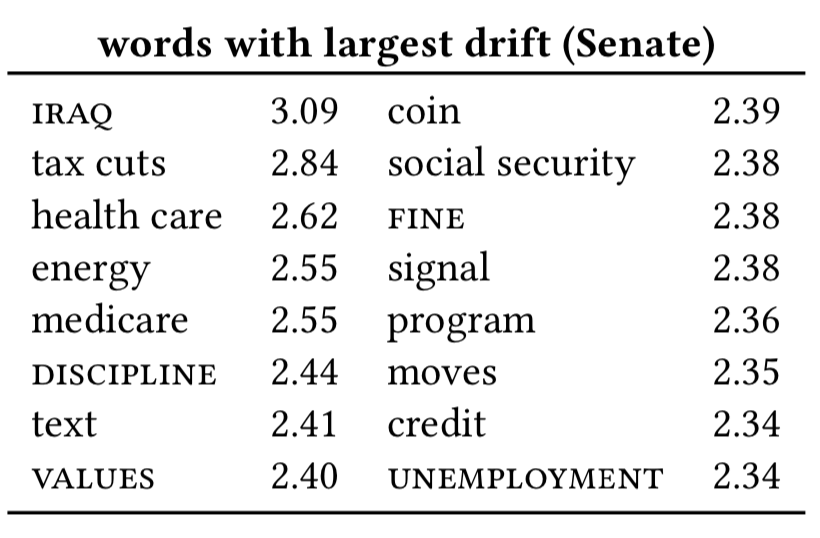 words with largest drift (Senate)
IRAQ 3.09 coin 2.39
tax cuts 2.84 social security 2.38
health care 2.62 FINE 2.38
energy 2.55 signal 2.38
medicare 2.55 program 2.36
DISCIPLINE 2.44 moves 2.35
text 2.41 credit 2.34
VALUES 2.40 UNEMPLOYMENT 2.34